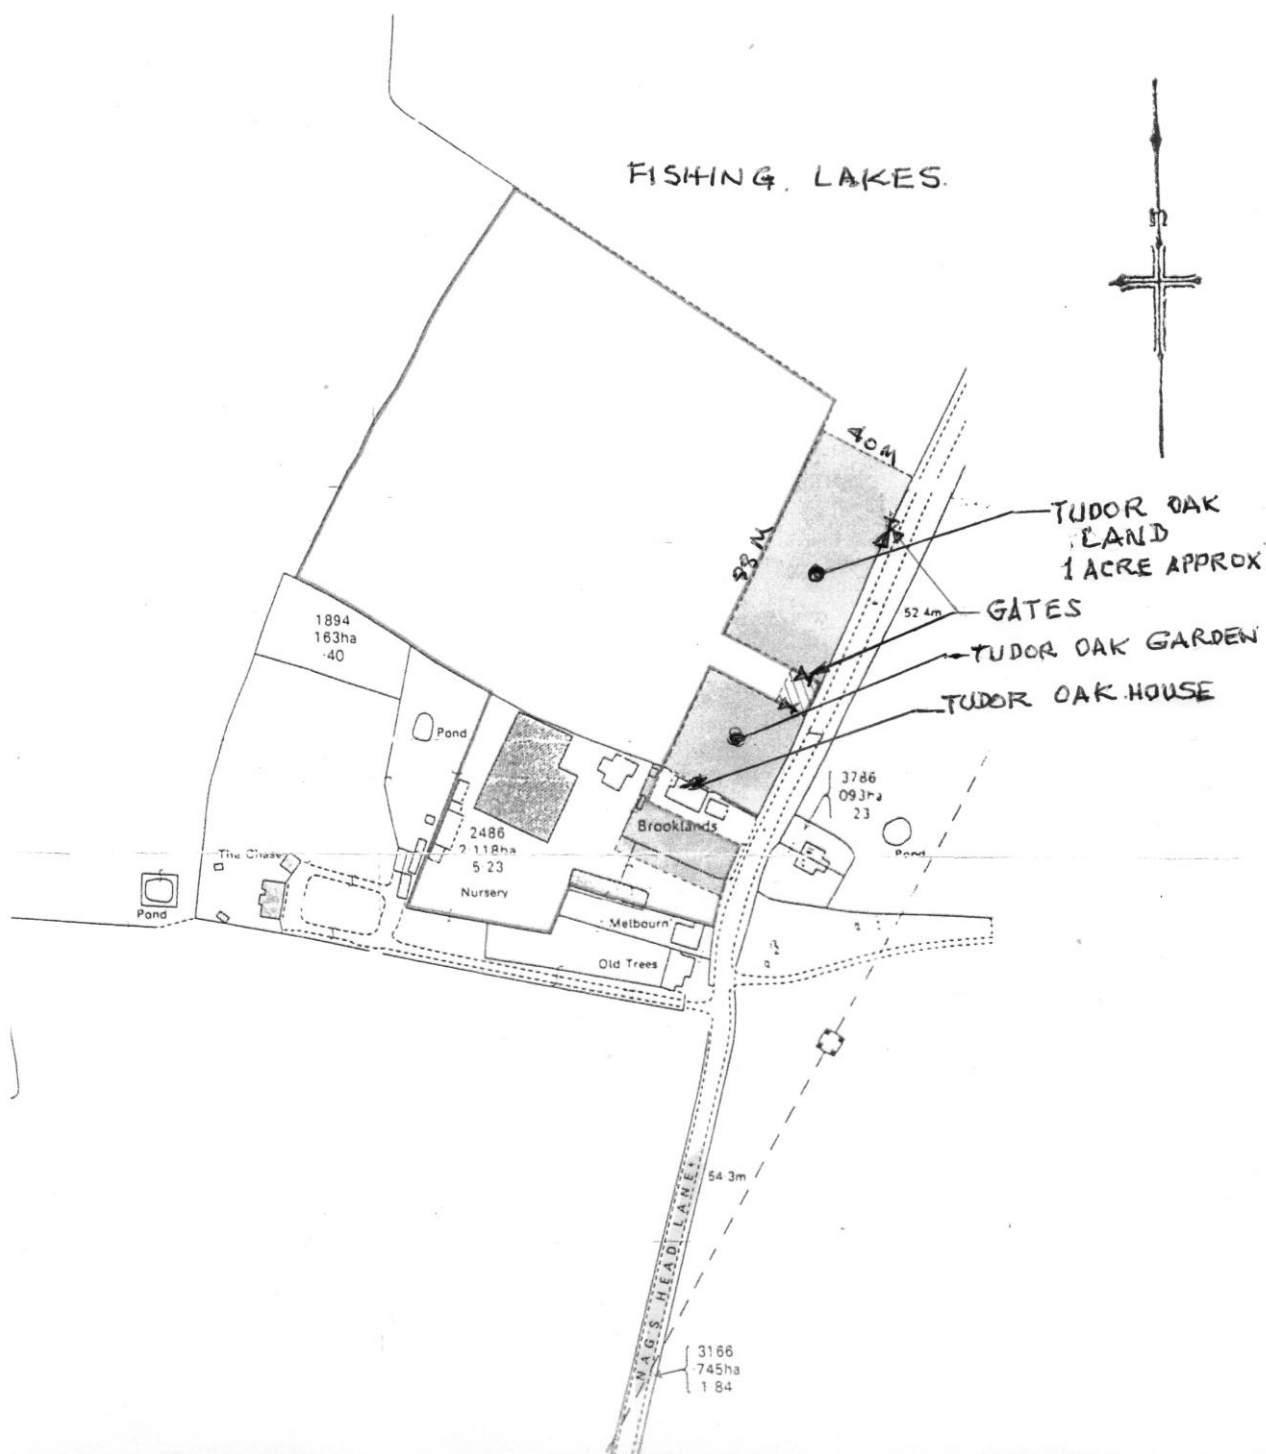 FISHING. LAKES.
40M
88M
TUDOR OAK
LAND
1 ACRE APPROX
52.4m
GATES
TUDOR OAK GARDEN
TUDOR OAK HOUSE
1894
.163ha
.40
Pond
3786
.093ha
.23
Pond
Brooklands
2486
2.118ha
5.23
Nursery
The Chase
Pond
Melbourn
Old Trees
54.3m
NAGS HEAD LANE
3166
.745ha
1.84